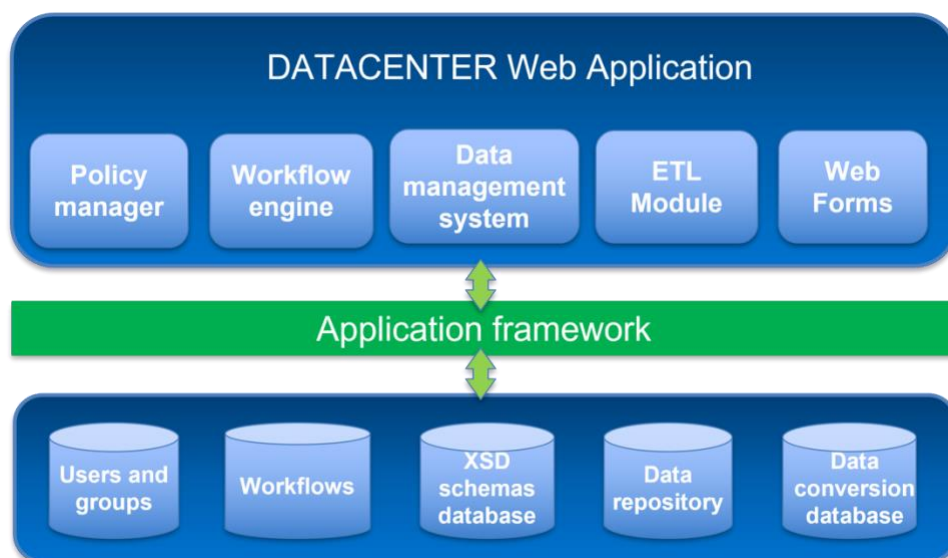 DATACENTER Web Application
Policy
manager
Workflow
engine
Data
management
system
ETL
Module
Web
Forms
Application framework
Users and
groups
Workflows
XSD
schemas
database
Data
repository
Data
conversion
database